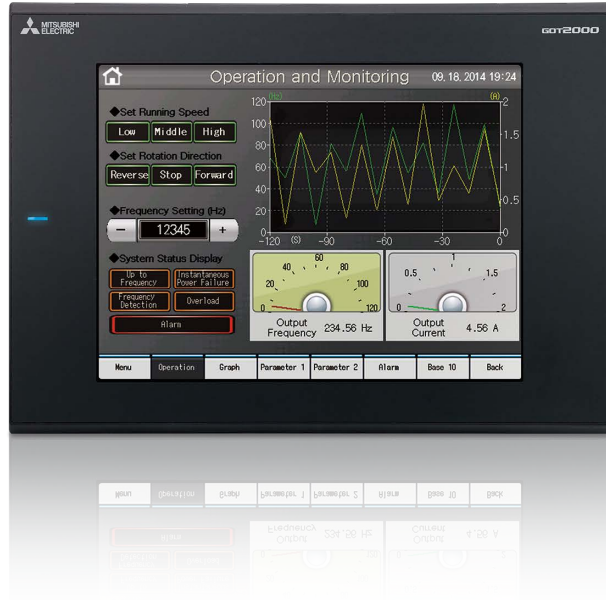 MITSUBISHI
ELECTRIC
GOT2000
Operation and Monitoring 09. 18. 2014 19:24
◆Set Running Speed
Low Middle High
◆Set Rotation Direction
Reverse Stop Forward
◆Frequency Setting (Hz)
− 12345 +
◆System Status Display
Up to
Frequency
Instantaneous
Power Failure
Frequency
Detection
Overload
Alarm
(Hz) (A)
120 2
100
1.5
80
1
60
40 0.5
20
0 0
-120 (S) -90 -60 -30 0
0 20 40 60 80 100 120
Output
Frequency 234.56 Hz
0 0.5 1 1.5 2
Output
Current 4.56 A
Menu Operation Graph Parameter 1 Parameter 2 Alarm Base 10 Back